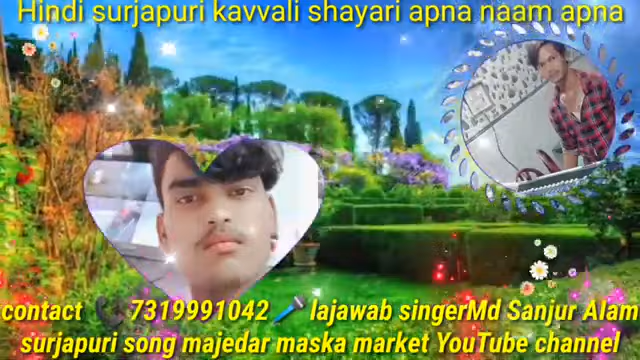 Hindi surjapuri kavvali shayari apna naam apna
contact 📞 7319991042 🎤 lajawab singerMd Sanjur Alam
surjapuri song majedar maska market YouTube channel